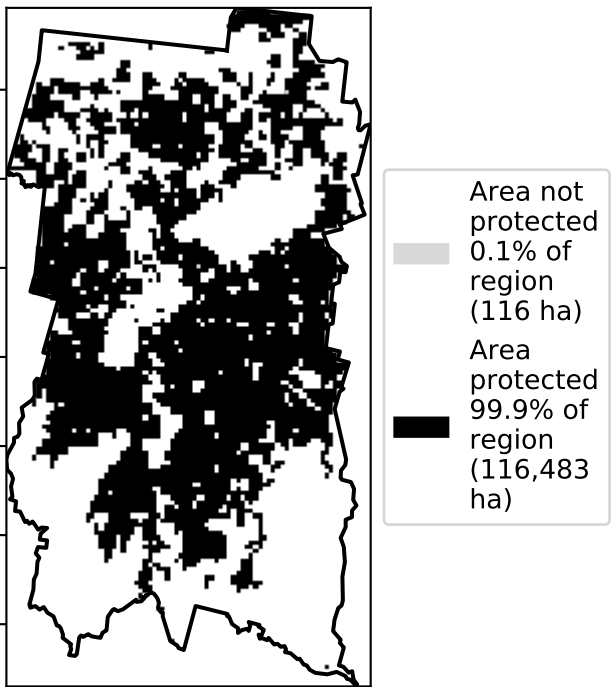 Area not
protected
0.1% of
region
(116 ha)
Area
protected
99.9% of
region
(116,483
ha)